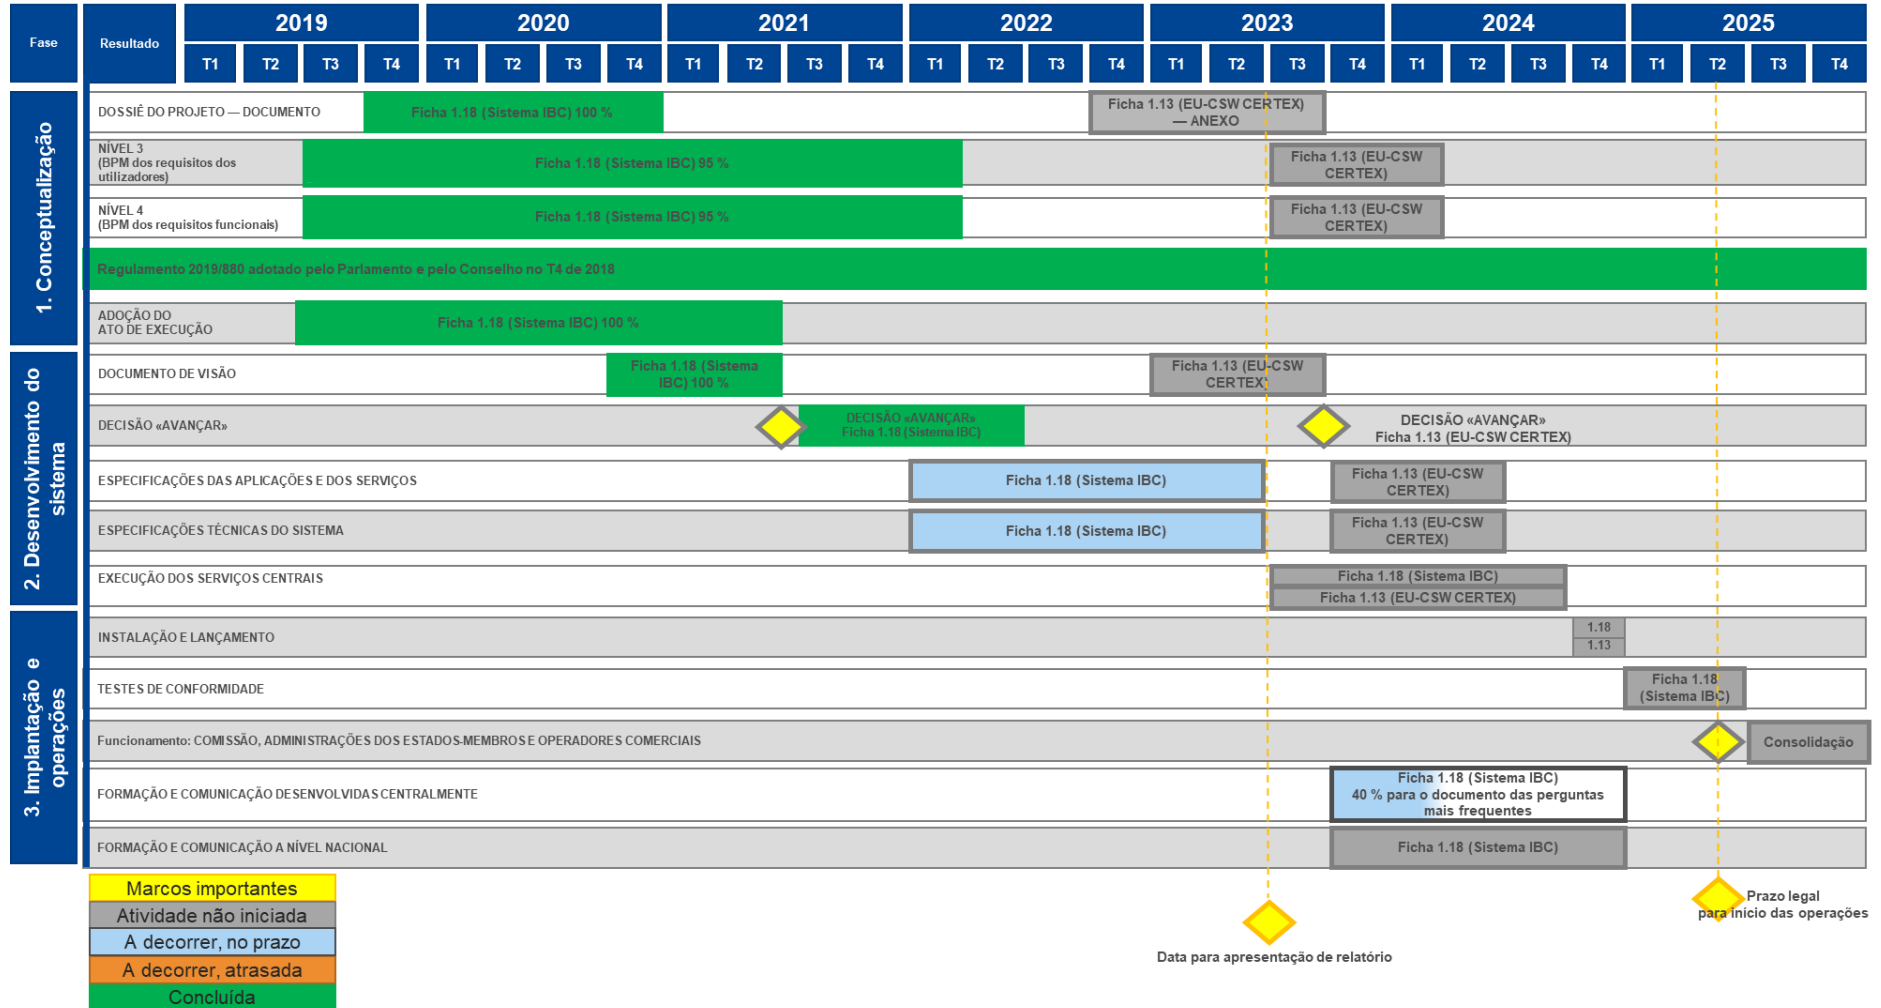 Fase
Resultado
2019
2020
2021
2022
2023
2024
2025
T1 T2 T3 T4 T1 T2 T3 T4 T1 T2 T3 T4 T1 T2 T3 T4 T1 T2 T3 T4 T1 T2 T3 T4 T1 T2 T3 T4
1. Conceptualização
DOSSIÊ DO PROJETO — DOCUMENTO
Ficha 1.18 (Sistema IBC) 100 %
Ficha 1.13 (EU-CSW CERTEX)
— ANEXO
NÍVEL 3
(BPM dos requisitos dos
utilizadores)
Ficha 1.18 (Sistema IBC) 95 %
Ficha 1.13 (EU-CSW
CERTEX)
NÍVEL 4
(BPM dos requisitos funcionais)
Ficha 1.18 (Sistema IBC) 95 %
Ficha 1.13 (EU-CSW
CERTEX)
Regulamento 2019/880 adotado pelo Parlamento e pelo Conselho no T4 de 2018
ADOÇÃO DO
ATO DE EXECUÇÃO
Ficha 1.18 (Sistema IBC) 100 %
2. Desenvolvimento do
sistema
DOCUMENTO DE VISÃO
Ficha 1.18 (Sistema
IBC) 100 %
Ficha 1.13 (EU-CSW
CERTEX)
DECISÃO «AVANÇAR»
DECISÃO «AVANÇAR»
Ficha 1.18 (Sistema IBC)
DECISÃO «AVANÇAR»
Ficha 1.13 (EU-CSW CERTEX)
ESPECIFICAÇÕES DAS APLICAÇÕES E DOS SERVIÇOS
Ficha 1.18 (Sistema IBC)
Ficha 1.13 (EU-CSW
CERTEX)
ESPECIFICAÇÕES TÉCNICAS DO SISTEMA
Ficha 1.18 (Sistema IBC)
Ficha 1.13 (EU-CSW
CERTEX)
EXECUÇÃO DOS SERVIÇOS CENTRAIS
Ficha 1.18 (Sistema IBC)
Ficha 1.13 (EU-CSW CERTEX)
3. Implantação e
operações
INSTALAÇÃO E LANÇAMENTO
1.18
1.13
TESTES DE CONFORMIDADE
Ficha 1.18
(Sistema IBC)
Funcionamento: COMISSÃO, ADMINISTRAÇÕES DOS ESTADOS-MEMBROS E OPERADORES COMERCIAIS
Consolidação
FORMAÇÃO E COMUNICAÇÃO DESENVOLVIDAS CENTRALMENTE
Ficha 1.18 (Sistema IBC)
40 % para o documento das perguntas
mais frequentes
FORMAÇÃO E COMUNICAÇÃO A NÍVEL NACIONAL
Ficha 1.18 (Sistema IBC)
Marcos importantes
Atividade não iniciada
A decorrer, no prazo
A decorrer, atrasada
Concluída
Data para apresentação de relatório
Prazo legal
para início das operações